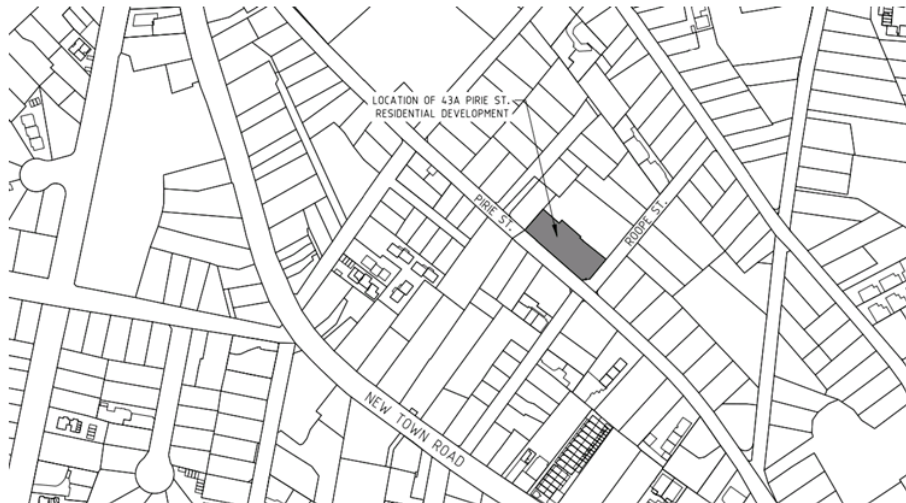 LOCATION OF 43A PIRIE ST.
RESIDENTIAL DEVELOPMENT
PIRIE ST.
ROOPE ST.
NEW TOWN ROAD